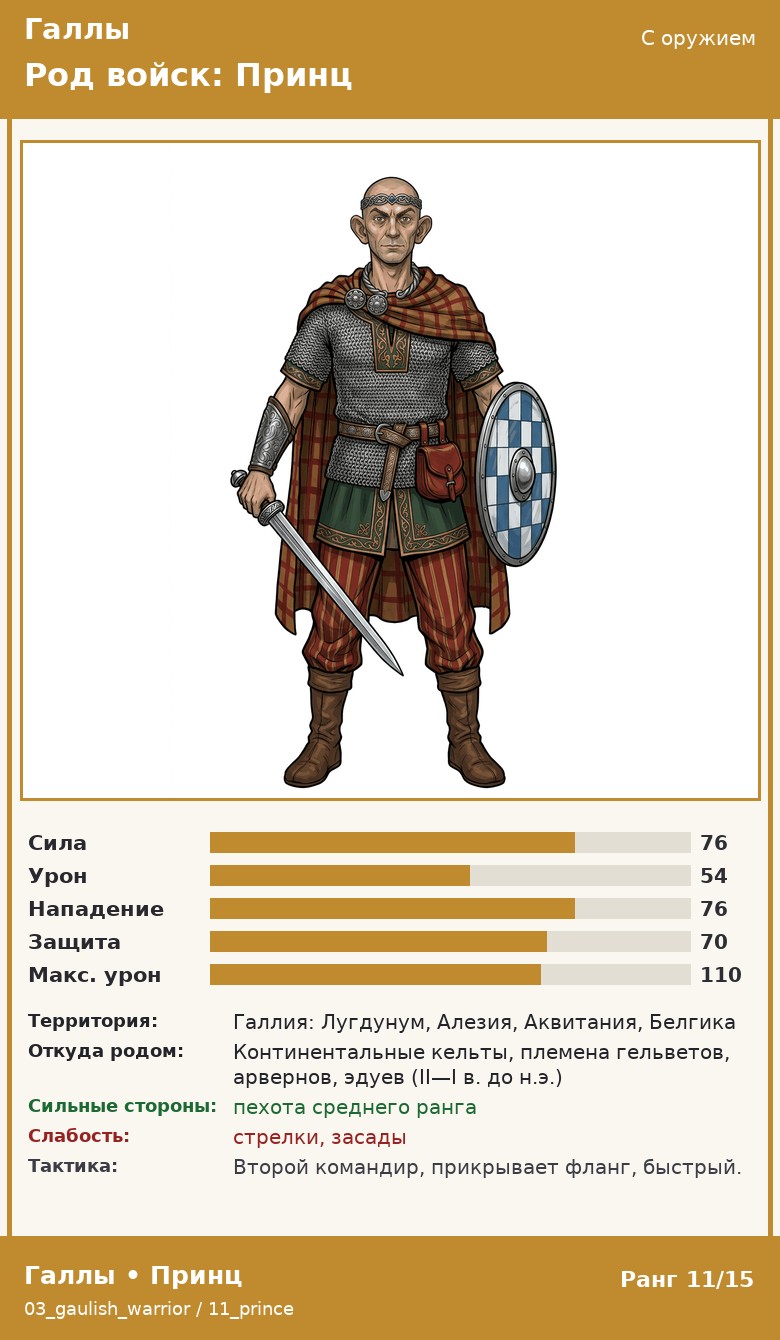 Галлы
С оружием
Род войск: Принц
Сила 76
Урон 54
Нападение 76
Защита 70
Макс. урон 110
Территория: Галлия: Лугдунум, Алезия, Аквитания, Белгика
Откуда родом: Континентальные кельты, племена гельветов,
арвернов, эдуев (II—I в. до н.э.)
Сильные стороны: пехота среднего ранга
Слабость: стрелки, засады
Тактика: Второй командир, прикрывает фланг, быстрый.
Галлы • Принц
Ранг 11/15
03_gaulish_warrior / 11_prince